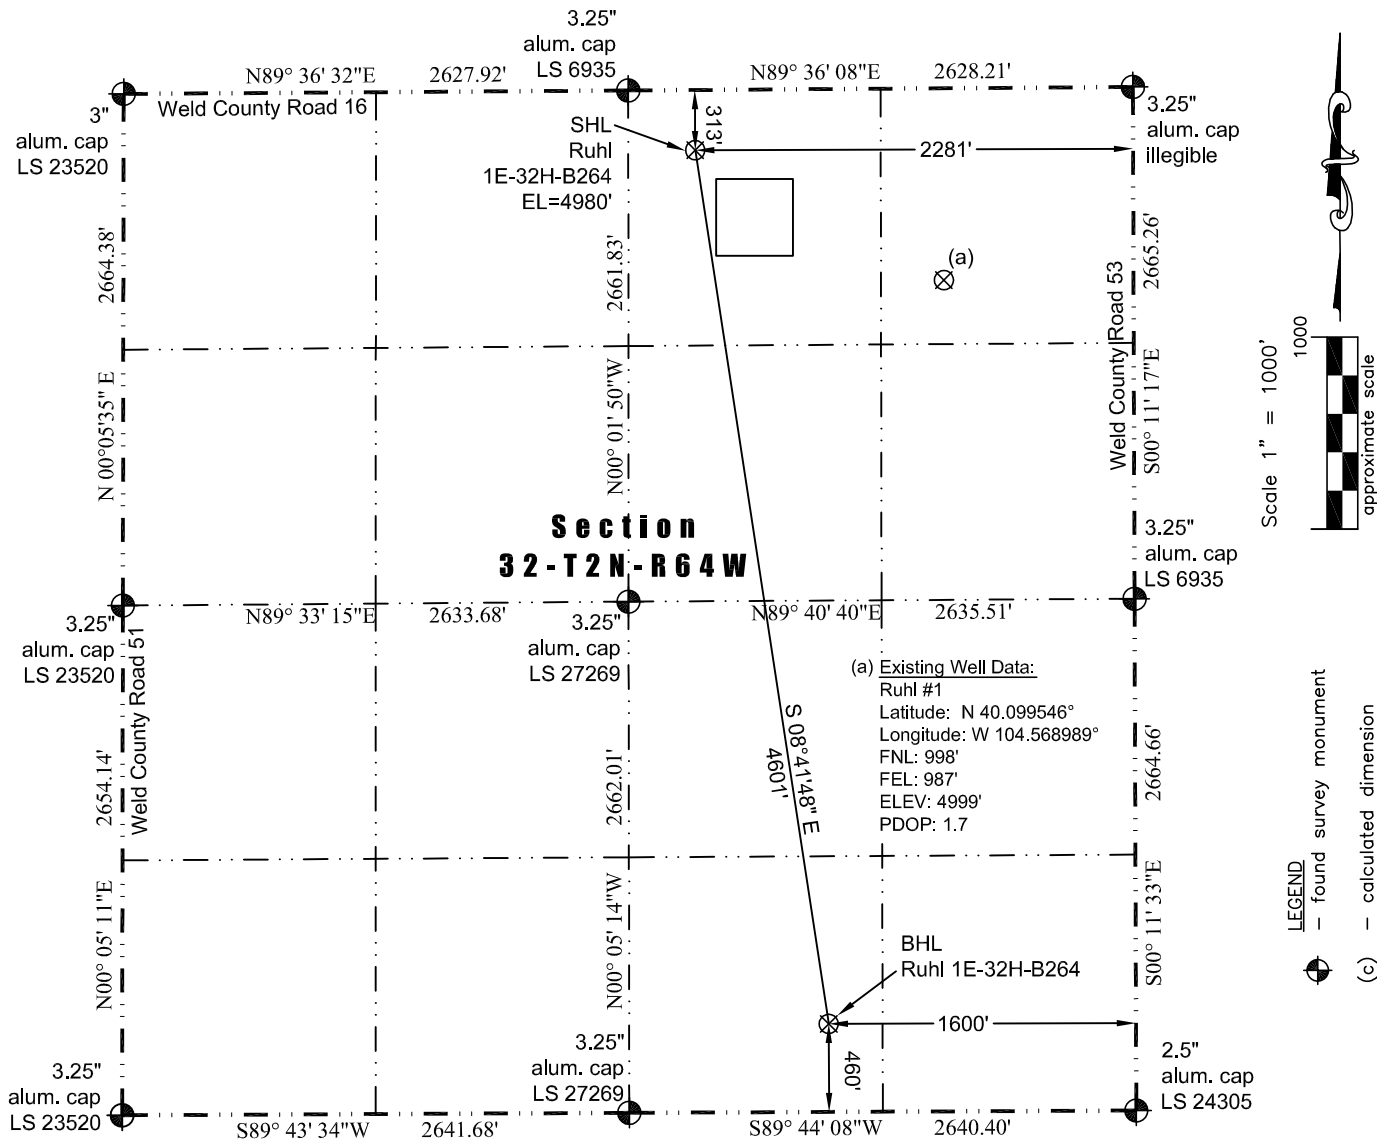 3.25"
alum. cap
LS 6935
N89° 36' 32"E
2627.92'
N89° 36' 08"E
2628.21'
Weld County Road 16
3"
alum. cap
LS 23520
3.25"
alum. cap
illegible
313'
SHL
Ruhl
1E-32H-B264
EL=4980'
2281'
(a)
2664.38'
2661.83'
2665.26'
Weld County Road 53
N 00°05'35" E
N00° 01' 50"W
S00° 11' 17"E
Section
32-T2N-R64W
3.25"
alum. cap
LS 6935
N89° 33' 15"E
2633.68'
N89° 40' 40"E
2635.51'
3.25"
alum. cap
LS 23520
3.25"
alum. cap
LS 27269
Weld County Road 51
(a) Existing Well Data:
Ruhl #1
Latitude: N 40.099546°
Longitude: W 104.568989°
FNL: 998'
FEL: 987'
ELEV: 4999'
PDOP: 1.7
S 08°41'48" E
4601'
2654.14'
2662.01'
2664.66'
N00° 05' 11"E
N00° 05' 14"W
S00° 11' 33"E
BHL
Ruhl 1E-32H-B264
1600'
460'
3.25"
alum. cap
LS 23520
3.25"
alum. cap
LS 27269
2.5"
alum. cap
LS 24305
S89° 43' 34"W
2641.68'
S89° 44' 08"W
2640.40'
Scale 1" = 1000'
1000
approximate scale
LEGEND
- found survey monument
(c) - calculated dimension